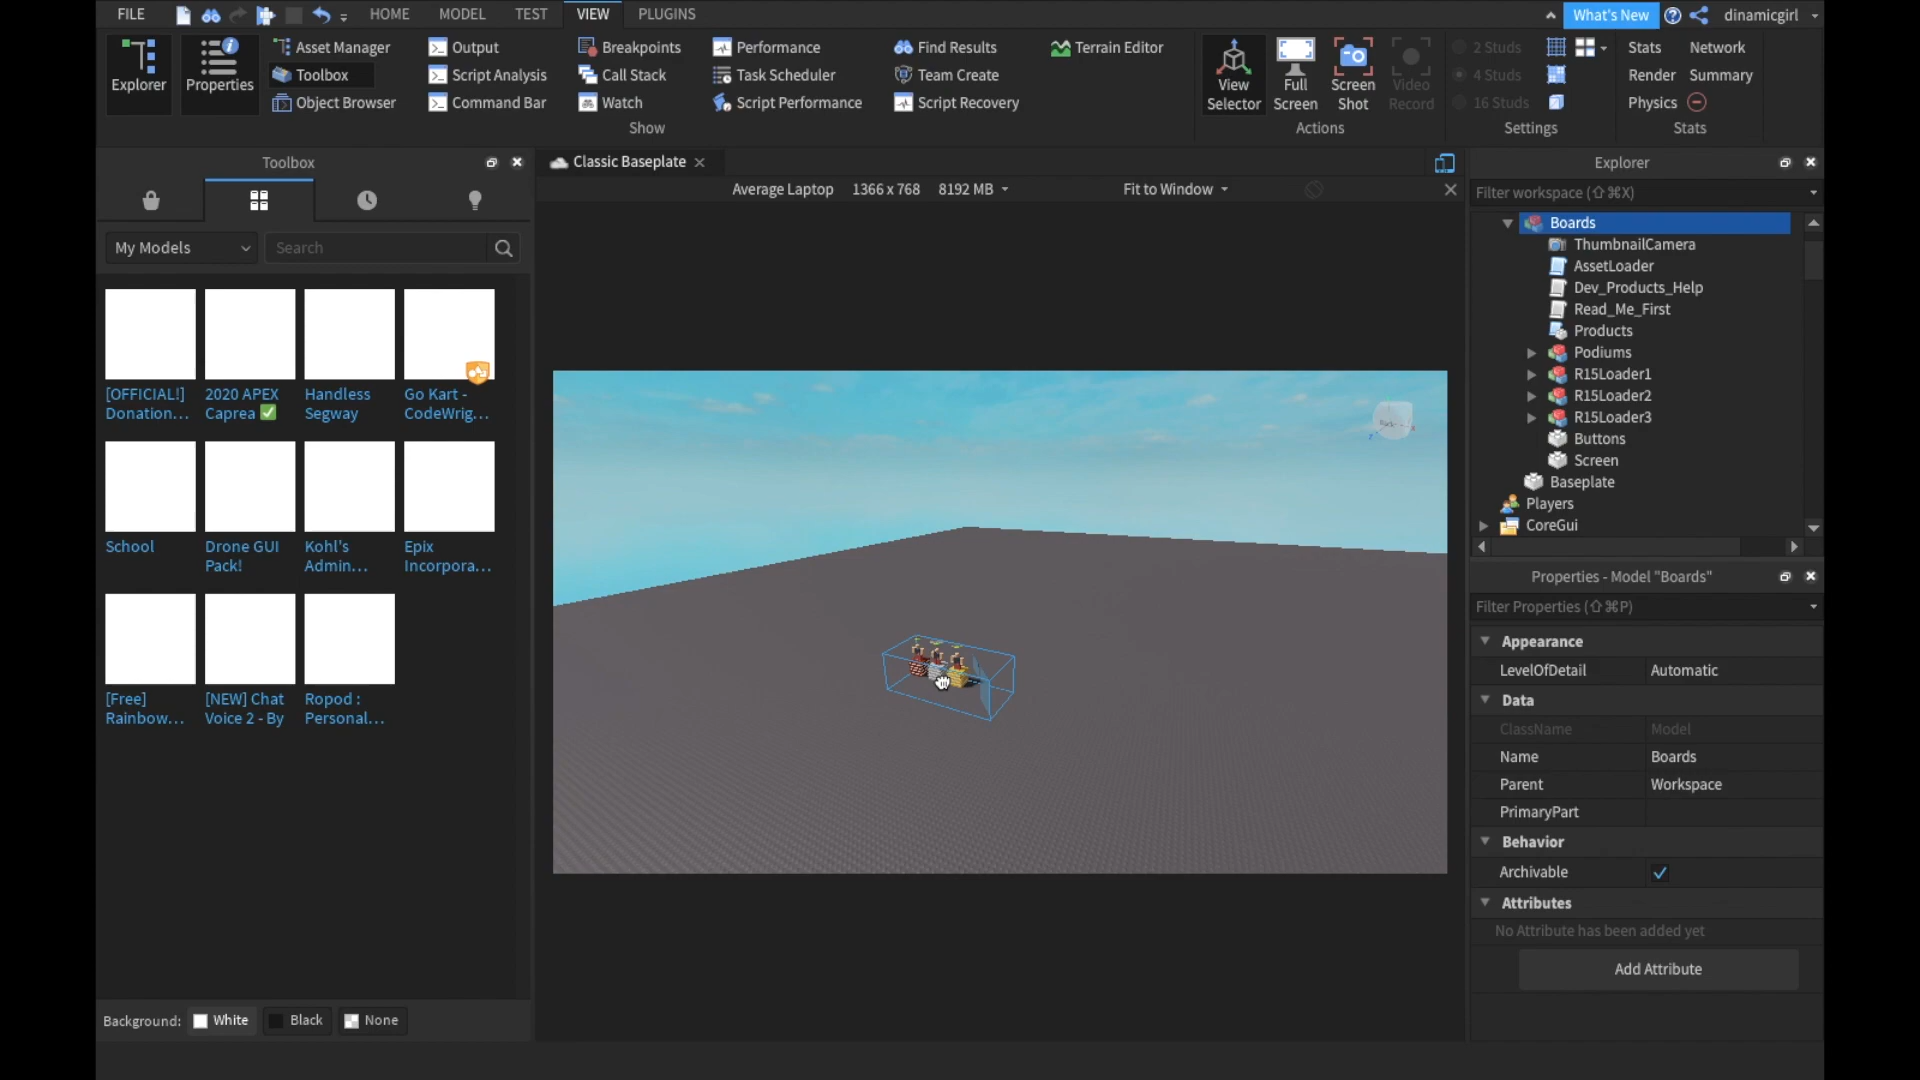 FILE HOME MODEL TEST VIEW PLUGINS What's New dinamicgirl
Explorer
Properties
Asset Manager
Toolbox
Object Browser
Output
Script Analysis
Command Bar
Breakpoints
Call Stack
Watch
Performance
Task Scheduler
Script Performance
Find Results
Team Create
Script Recovery
Terrain Editor
Show
View Selector
Full Screen
Screen Shot
Video Record
Actions
2 Studs
4 Studs
16 Studs
Settings
Stats Network
Render Summary
Physics
Stats
Toolbox
My Models Search
[OFFICIAL!] Donation...
2020 APEX Caprea ✅
Handless Segway
Go Kart - CodeWrig...
School
Drone GUI Pack!
Kohl's Admin...
Epix Incorpora...
[Free] Rainbow...
[NEW] Chat Voice 2 - By
Ropod : Personal...
Background: White Black None
Classic Baseplate
Average Laptop 1366 x 768 8192 MB Fit to Window
Back
Explorer
Filter workspace (⇧⌘X)
Boards
ThumbnailCamera
AssetLoader
Dev_Products_Help
Read_Me_First
Products
Podiums
R15Loader1
R15Loader2
R15Loader3
Buttons
Screen
Baseplate
Players
CoreGui
Properties - Model "Boards"
Filter Properties (⇧⌘P)
Appearance
LevelOfDetail Automatic
Data
ClassName Model
Name Boards
Parent Workspace
PrimaryPart
Behavior
Archivable
Attributes
No Attribute has been added yet
Add Attribute